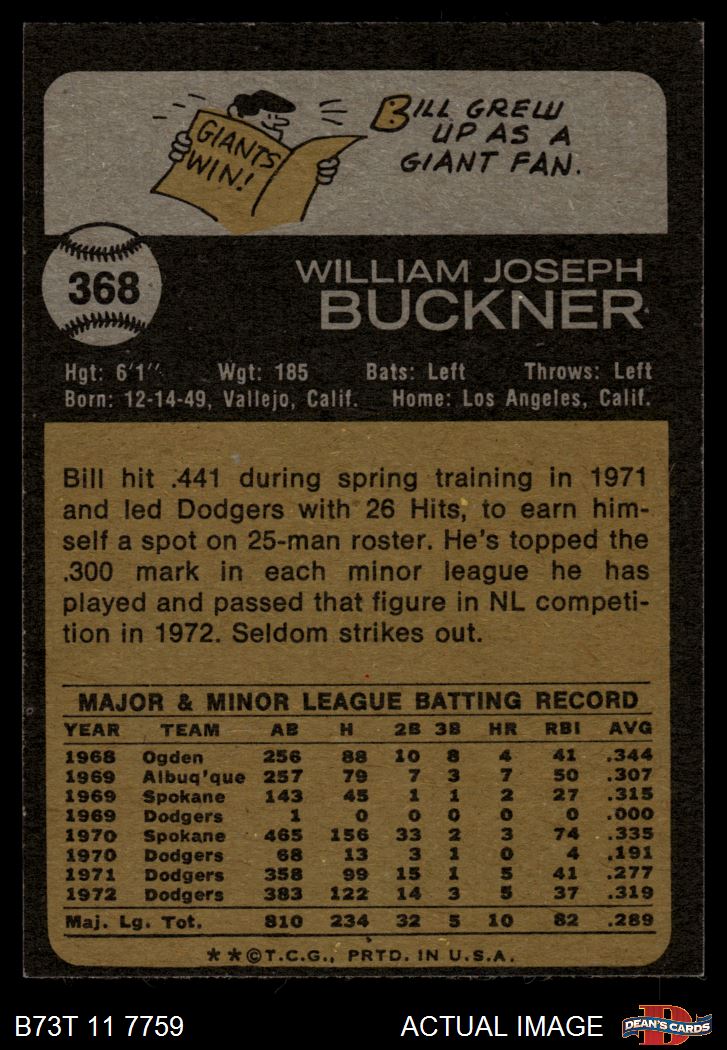 GIANTS
WIN!
BILL GREW
UP AS A
GIANT FAN.
368
WILLIAM JOSEPH
BUCKNER
Hgt: 6'1" Wgt: 185 Bats: Left Throws: Left
Born: 12-14-49, Vallejo, Calif. Home: Los Angeles, Calif.
Bill hit .441 during spring training in 1971
and led Dodgers with 26 Hits, to earn him-
self a spot on 25-man roster. He's topped the
.300 mark in each minor league he has
played and passed that figure in NL competi-
tion in 1972. Seldom strikes out.
MAJOR & MINOR LEAGUE BATTING RECORD
YEAR TEAM AB H 2B 3B HR RBI AVG
1968 Ogden 256 88 10 8 4 41 .344
1969 Albuq'que 257 79 7 3 7 50 .307
1969 Spokane 143 45 1 1 2 27 .315
1969 Dodgers 1 0 0 0 0 0 .000
1970 Spokane 465 156 33 2 3 74 .335
1970 Dodgers 68 13 3 1 0 4 .191
1971 Dodgers 358 99 15 1 5 41 .277
1972 Dodgers 383 122 14 3 5 37 .319
Maj. Lg. Tot. 810 234 32 5 10 82 .289
**©T.C.G., PRTD. IN U.S.A.
B73T 11 7759 ACTUAL IMAGE
D
DEAN'S CARDS